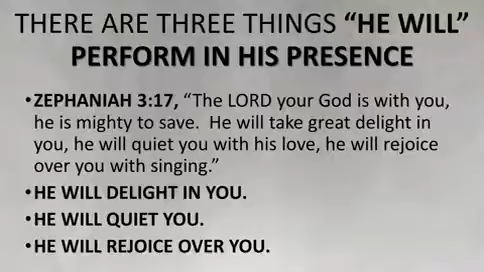 THERE ARE THREE THINGS “HE WILL”
PERFORM IN HIS PRESENCE
•ZEPHANIAH 3:17, “The LORD your God is with you,
he is mighty to save.  He will take great delight in
you, he will quiet you with his love, he will rejoice
over you with singing.”
•HE WILL DELIGHT IN YOU.
•HE WILL QUIET YOU.
•HE WILL REJOICE OVER YOU.